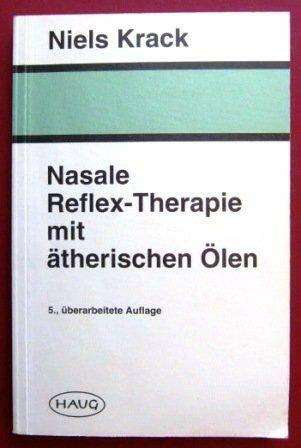 Niels Krack
Nasale
Reflex-Therapie
mit
ätherischen Ölen
5., überarbeitete Auflage
HAUG